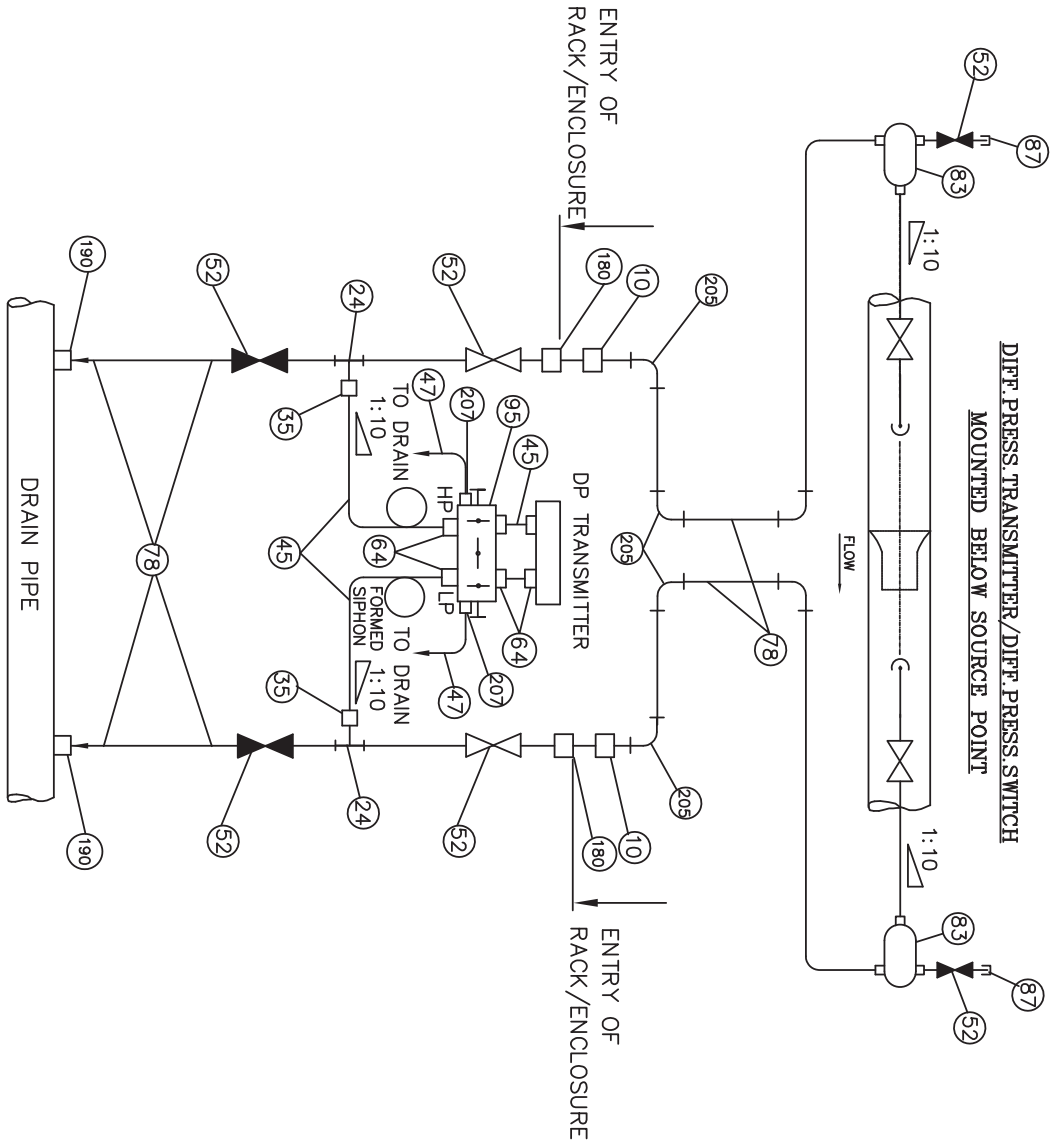 87
87
DIFF.PRESS.TRANSMITTER/DIFF.PRESS.SWITCH
MOUNTED BELOW SOURCE POINT
52
52
83
83
1:10
1:10
FLOW
78
205
205
205
10
10
ENTRY OF
RACK/ENCLOSURE
ENTRY OF
RACK/ENCLOSURE
180
180
DP TRANSMITTER
45
64
95
207
207
52
52
47
47
HP
LP
TO DRAIN
1:10
TO DRAIN
1:10
64
FORMED
SIPHON
24
24
35
35
45
52
52
78
190
190
DRAIN PIPE